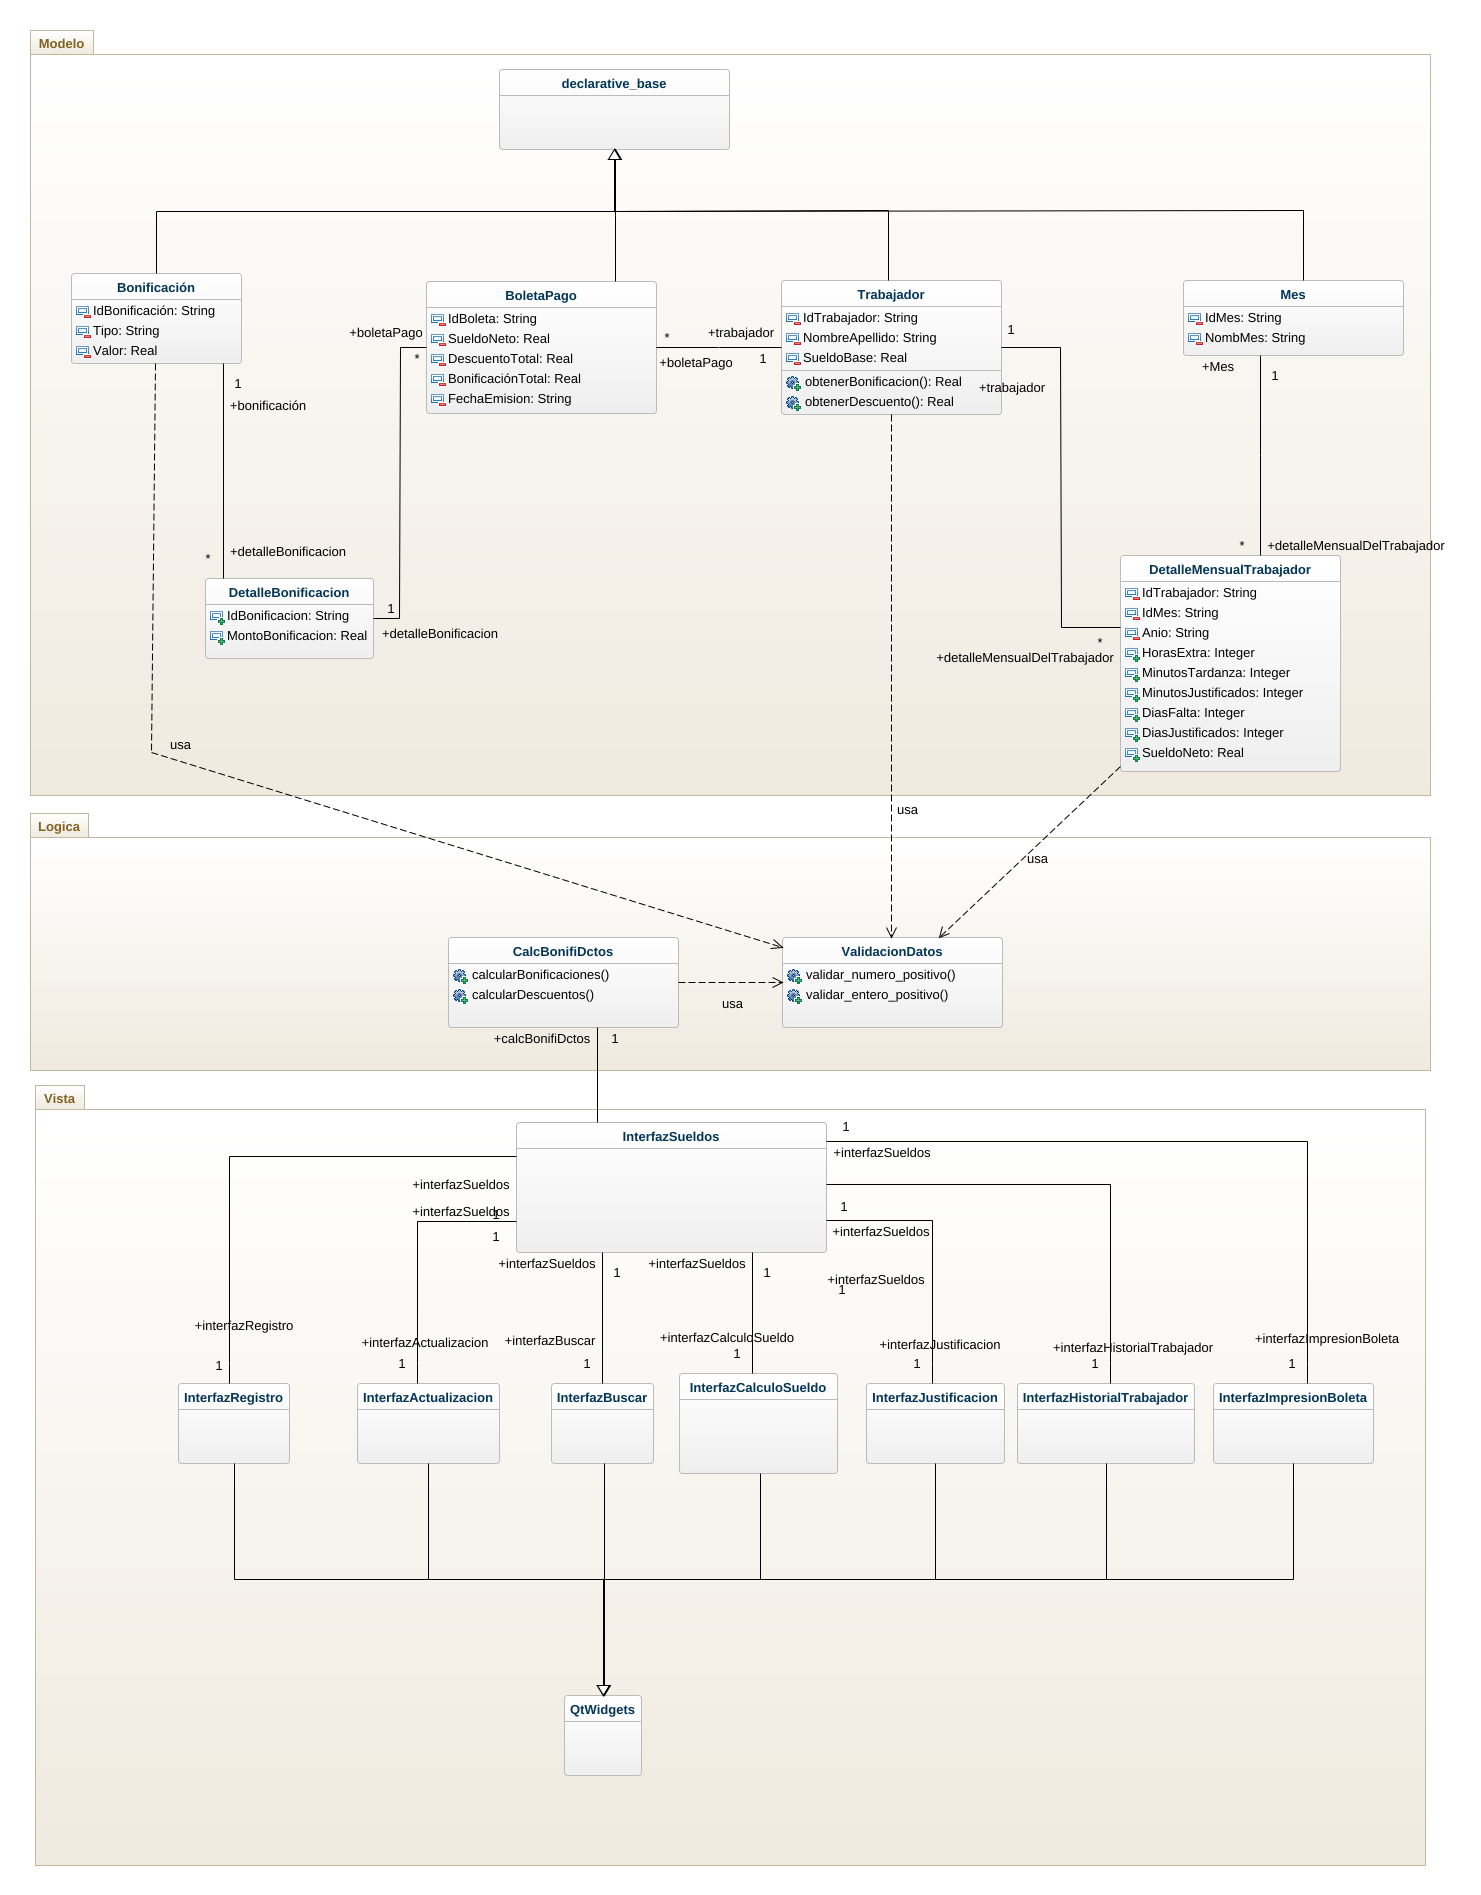 Modelo
declarative_base
Bonificación
IdBonificación: String
Tipo: String
Valor: Real
BoletaPago
IdBoleta: String
SueldoNeto: Real
DescuentoTotal: Real
BonificaciónTotal: Real
FechaEmision: String
Trabajador
IdTrabajador: String
NombreApellido: String
SueldoBase: Real
obtenerBonificacion(): Real
obtenerDescuento(): Real
Mes
IdMes: String
NombMes: String
+boletaPago
*
*
+boletaPago
+trabajador
1
1
+trabajador
+Mes
1
1
+bonificación
*
+detalleBonificacion
*
+detalleMensualDelTrabajador
DetalleBonificacion
IdBonificacion: String
MontoBonificacion: Real
1
+detalleBonificacion
*
+detalleMensualDelTrabajador
DetalleMensualTrabajador
IdTrabajador: String
IdMes: String
Anio: String
HorasExtra: Integer
MinutosTardanza: Integer
MinutosJustificados: Integer
DiasFalta: Integer
DiasJustificados: Integer
SueldoNeto: Real
usa
usa
usa
Logica
CalcBonifiDctos
calcularBonificaciones()
calcularDescuentos()
usa
ValidacionDatos
validar_numero_positivo()
validar_entero_positivo()
+calcBonifiDctos
1
Vista
InterfazSueldos
1
+interfazSueldos
+interfazSueldos
+interfazSueldos
1
1
1
+interfazSueldos
+interfazSueldos
1
+interfazSueldos
1
+interfazSueldos
1
+interfazRegistro
1
+interfazActualizacion
1
+interfazBuscar
1
+interfazCalculoSueldo
1
+interfazJustificacion
1
+interfazHistorialTrabajador
1
+interfazImpresionBoleta
1
InterfazRegistro
InterfazActualizacion
InterfazBuscar
InterfazCalculoSueldo
InterfazJustificacion
InterfazHistorialTrabajador
InterfazImpresionBoleta
QtWidgets